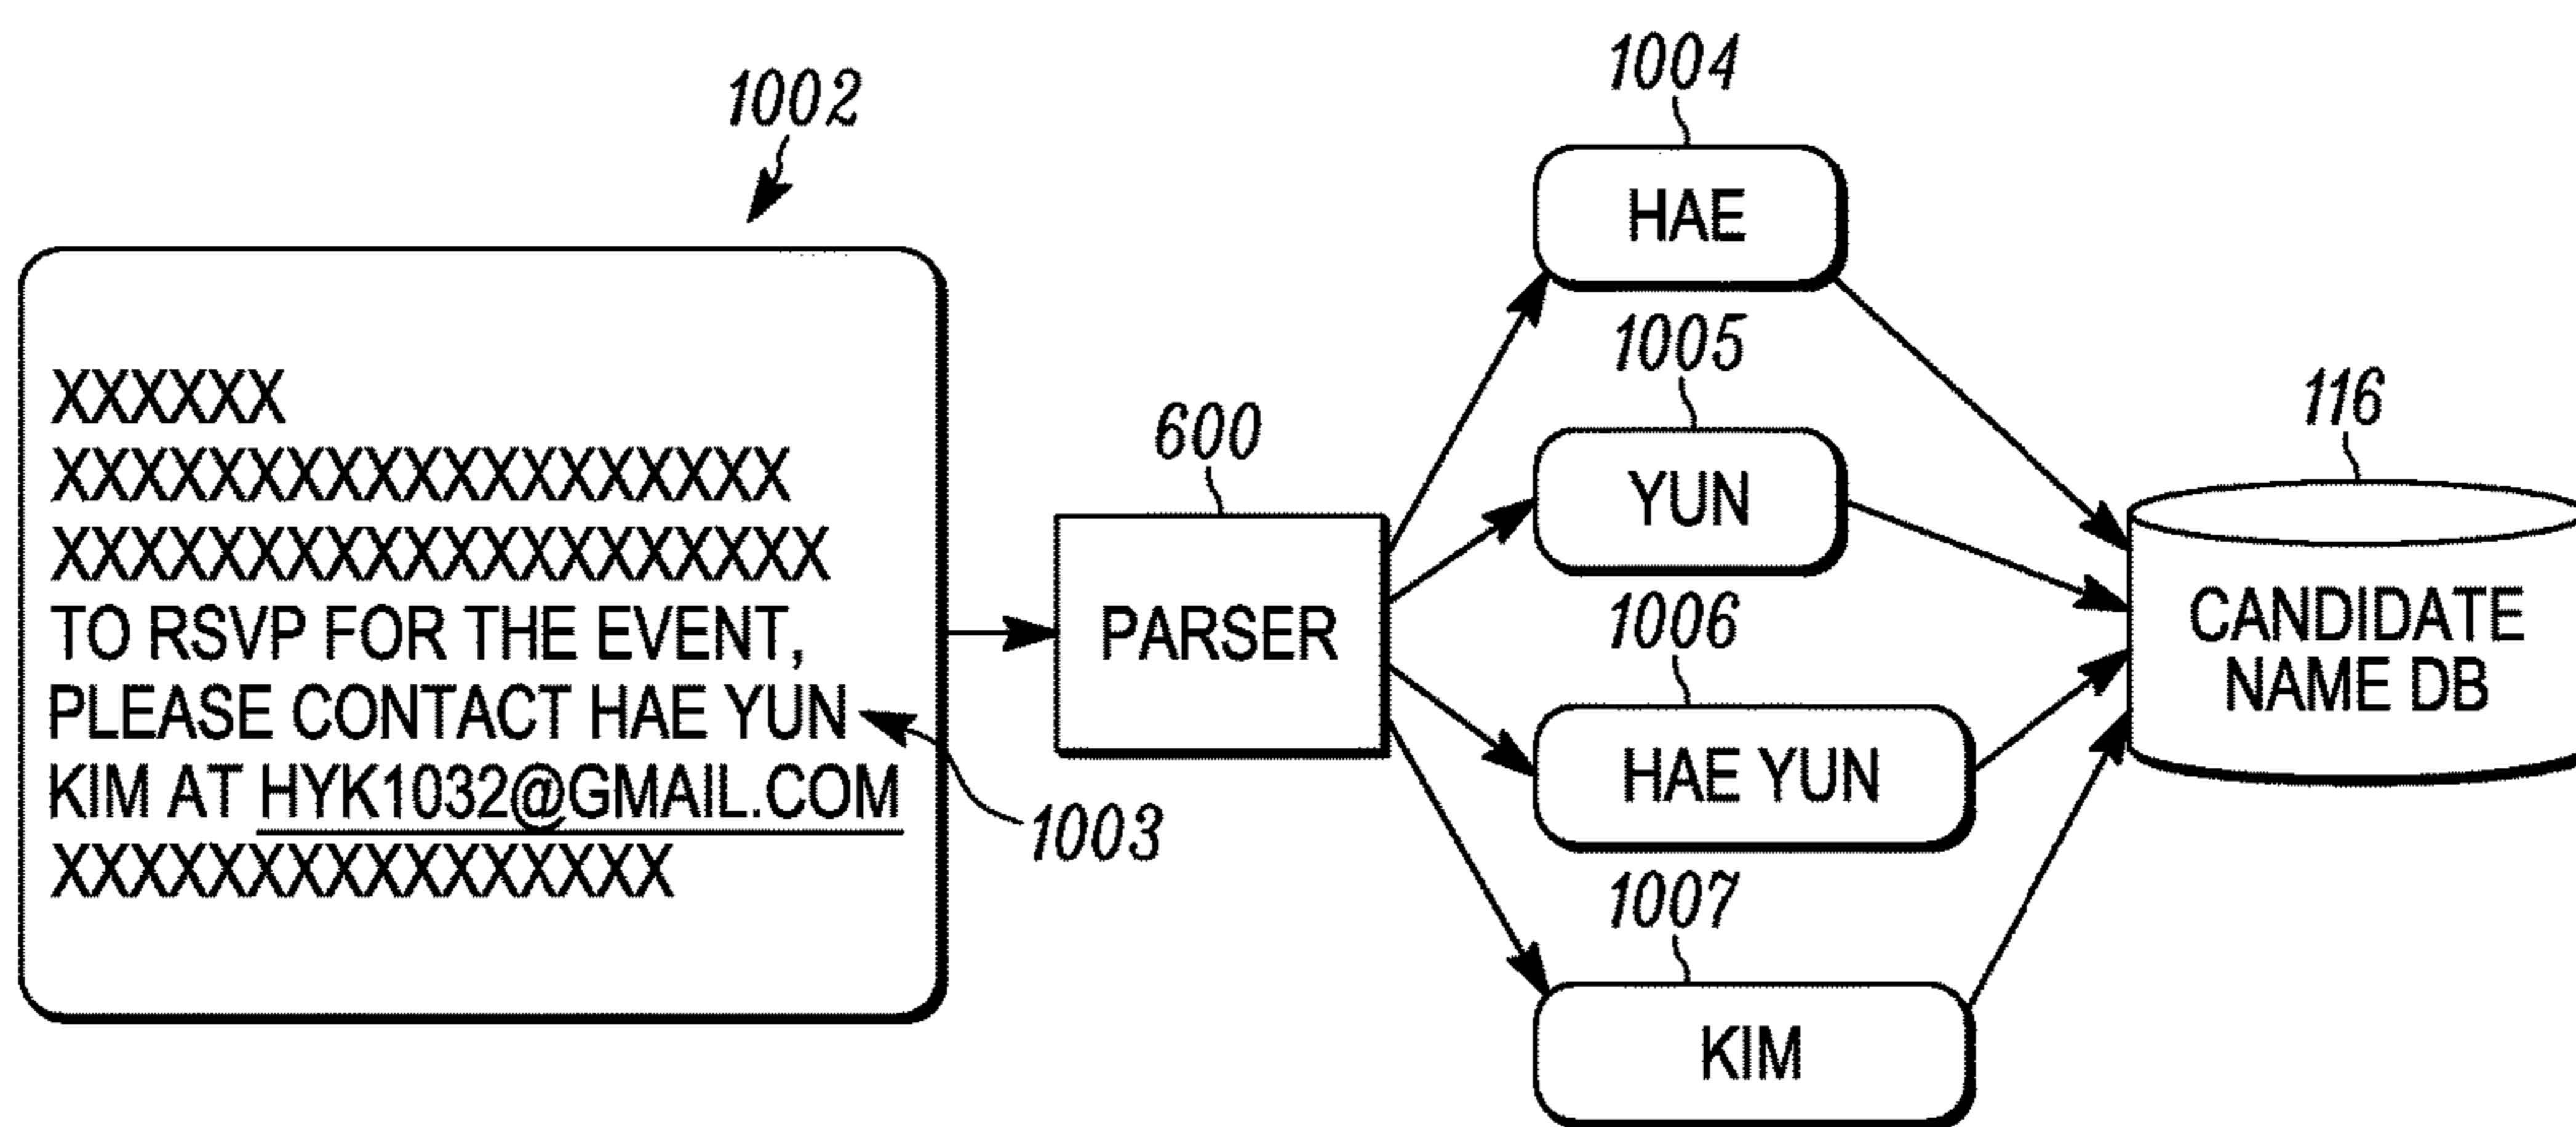 1002
XXXXXX
XXXXXXXXXXXXXXXXXXX
XXXXXXXXXXXXXXXXXXXX
TO RSVP FOR THE EVENT,
PLEASE CONTACT HAE YUN
KIM AT HYK1032@GMAIL.COM
XXXXXXXXXXXXXXXX
1003
600
PARSER
1004
HAE
1005
YUN
1006
HAE YUN
1007
KIM
116
CANDIDATE
NAME DB